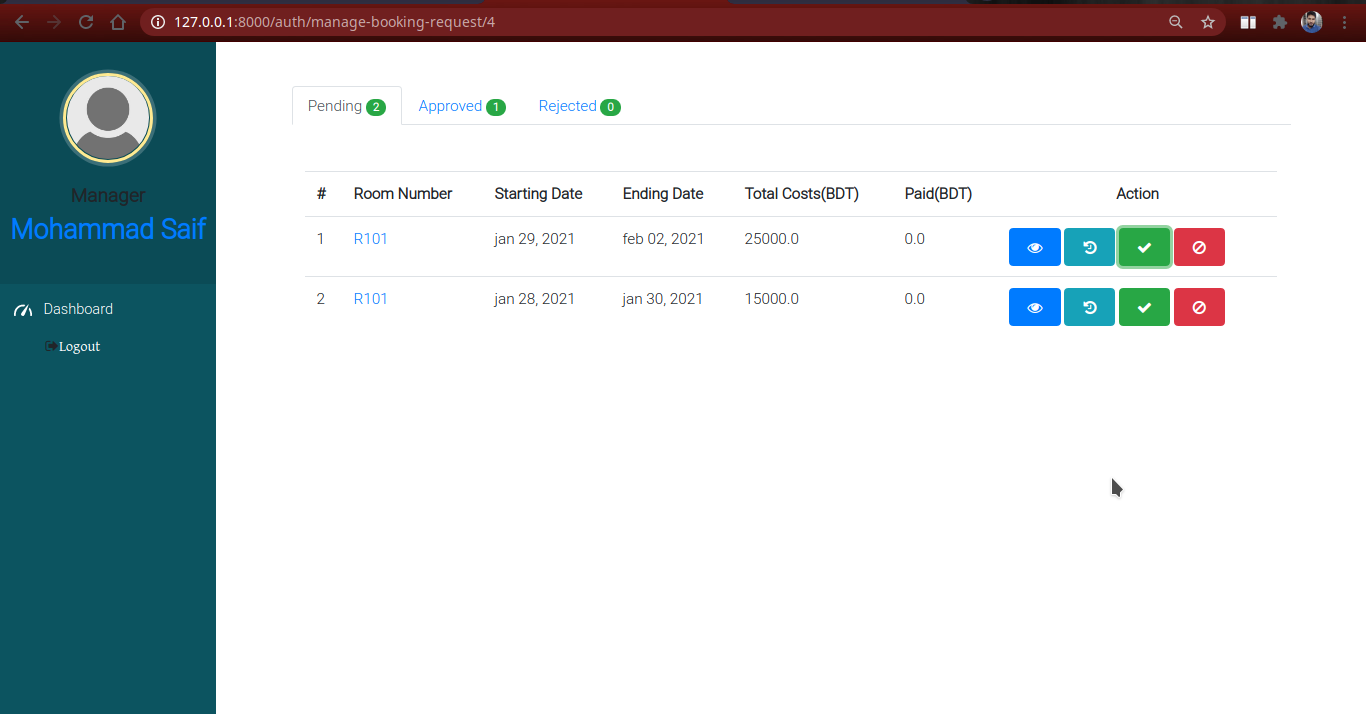 127.0.0.1:8000/auth/manage-booking-request/4
Manager
Mohammad Saif
Dashboard
Logout
Pending 2 Approved 1 Rejected 0
# Room Number Starting Date Ending Date Total Costs(BDT) Paid(BDT) Action
1 R101 jan 29, 2021 feb 02, 2021 25000.0 0.0
2 R101 jan 28, 2021 jan 30, 2021 15000.0 0.0